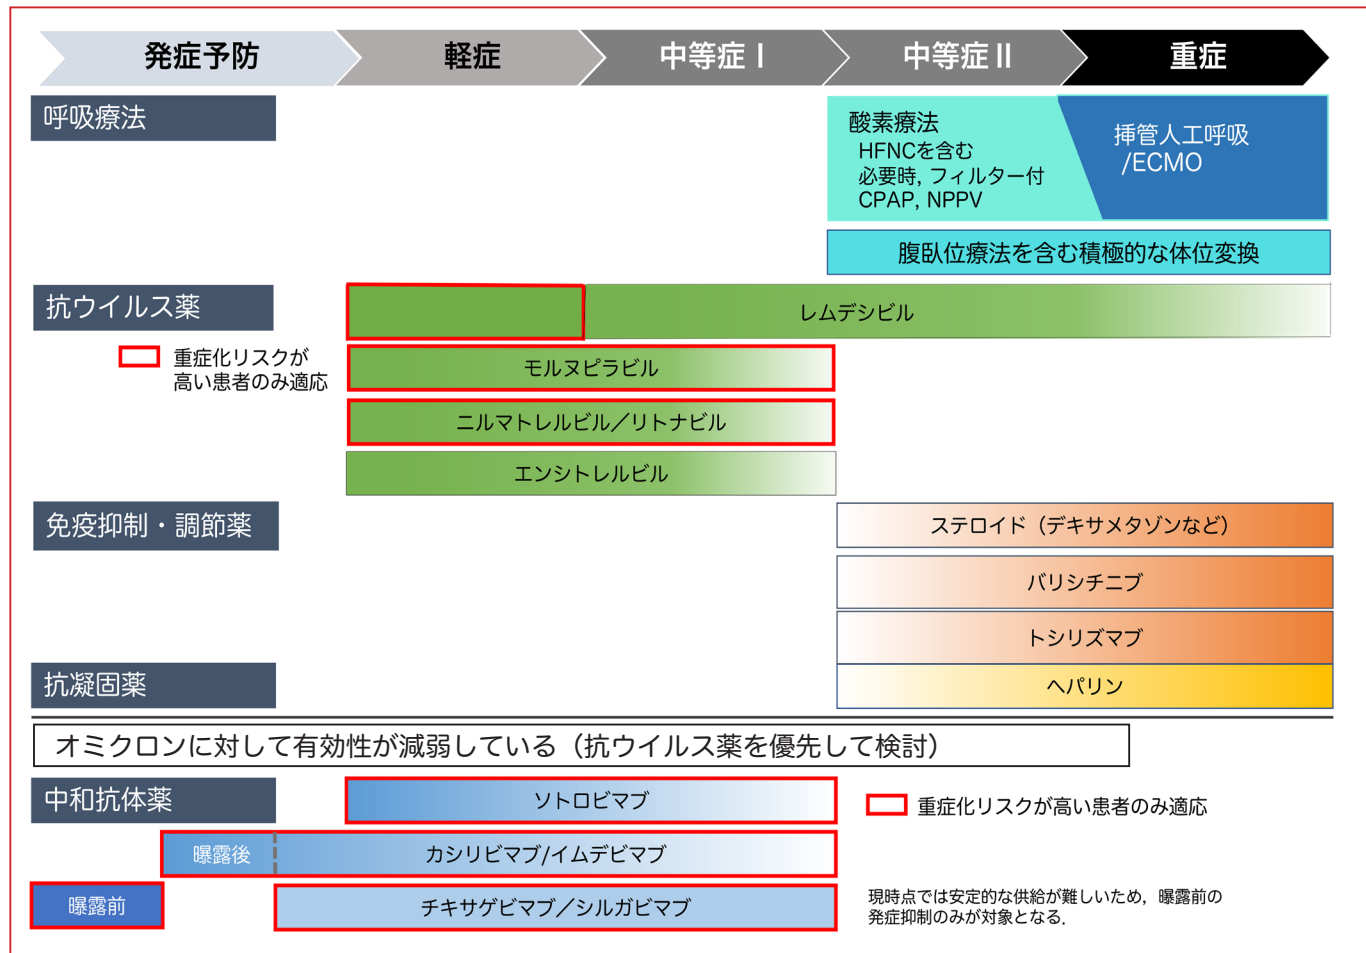 発症予防
軽症
中等症Ⅰ
中等症Ⅱ
重症
呼吸療法
酸素療法
HFNCを含む
必要時, フィルター付
CPAP, NPPV
挿管人工呼吸
/ECMO
腹臥位療法を含む積極的な体位変換
抗ウイルス薬
重症化リスクが
高い患者のみ適応
レムデシビル
モルヌピラビル
ニルマトレルビル／リトナビル
エンシトレルビル
免疫抑制・調節薬
ステロイド（デキサメタゾンなど）
バリシチニブ
トシリズマブ
抗凝固薬
ヘパリン
オミクロンに対して有効性が減弱している（抗ウイルス薬を優先して検討）
中和抗体薬
ソトロビマブ
重症化リスクが高い患者のみ適応
曝露後
カシリビマブ/イムデビマブ
曝露前
チキサゲビマブ／シルガビマブ
現時点では安定的な供給が難しいため，曝露前の
発症抑制のみが対象となる．